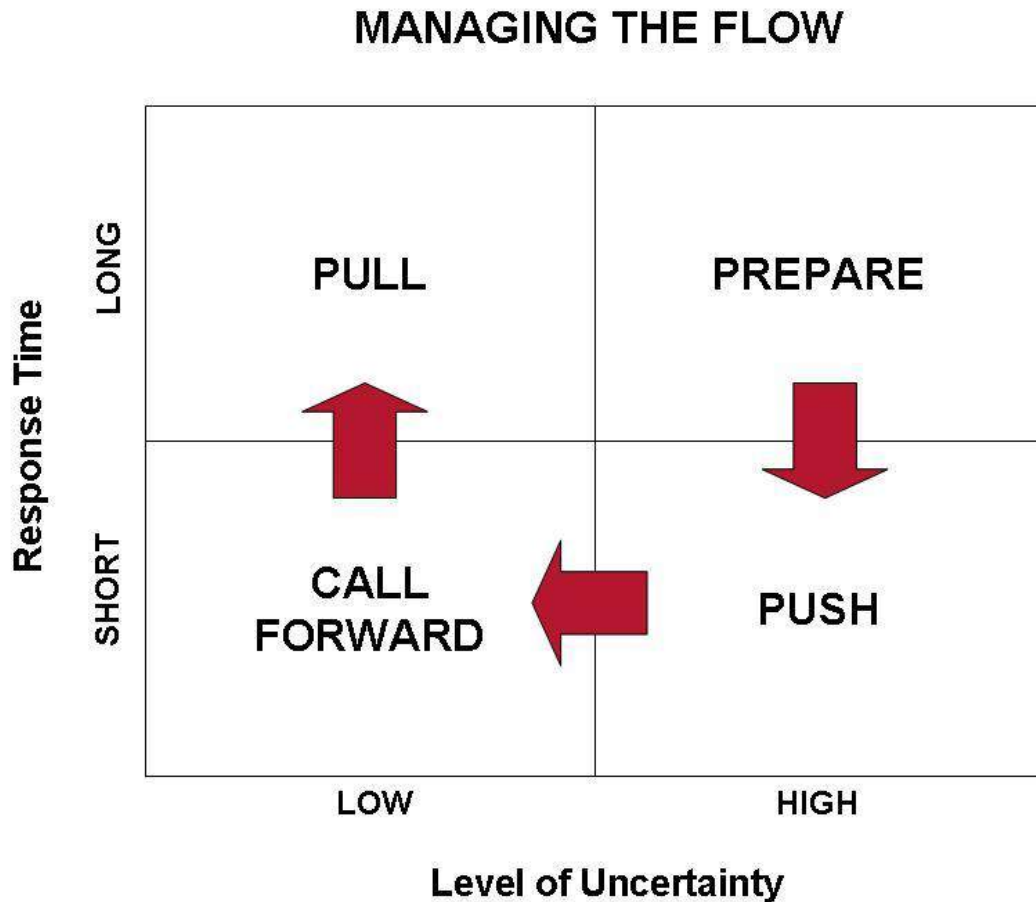 MANAGING THE FLOW
Response Time
LONG
PULL
PREPARE
SHORT
CALL
FORWARD
PUSH
LOW
HIGH
Level of Uncertainty